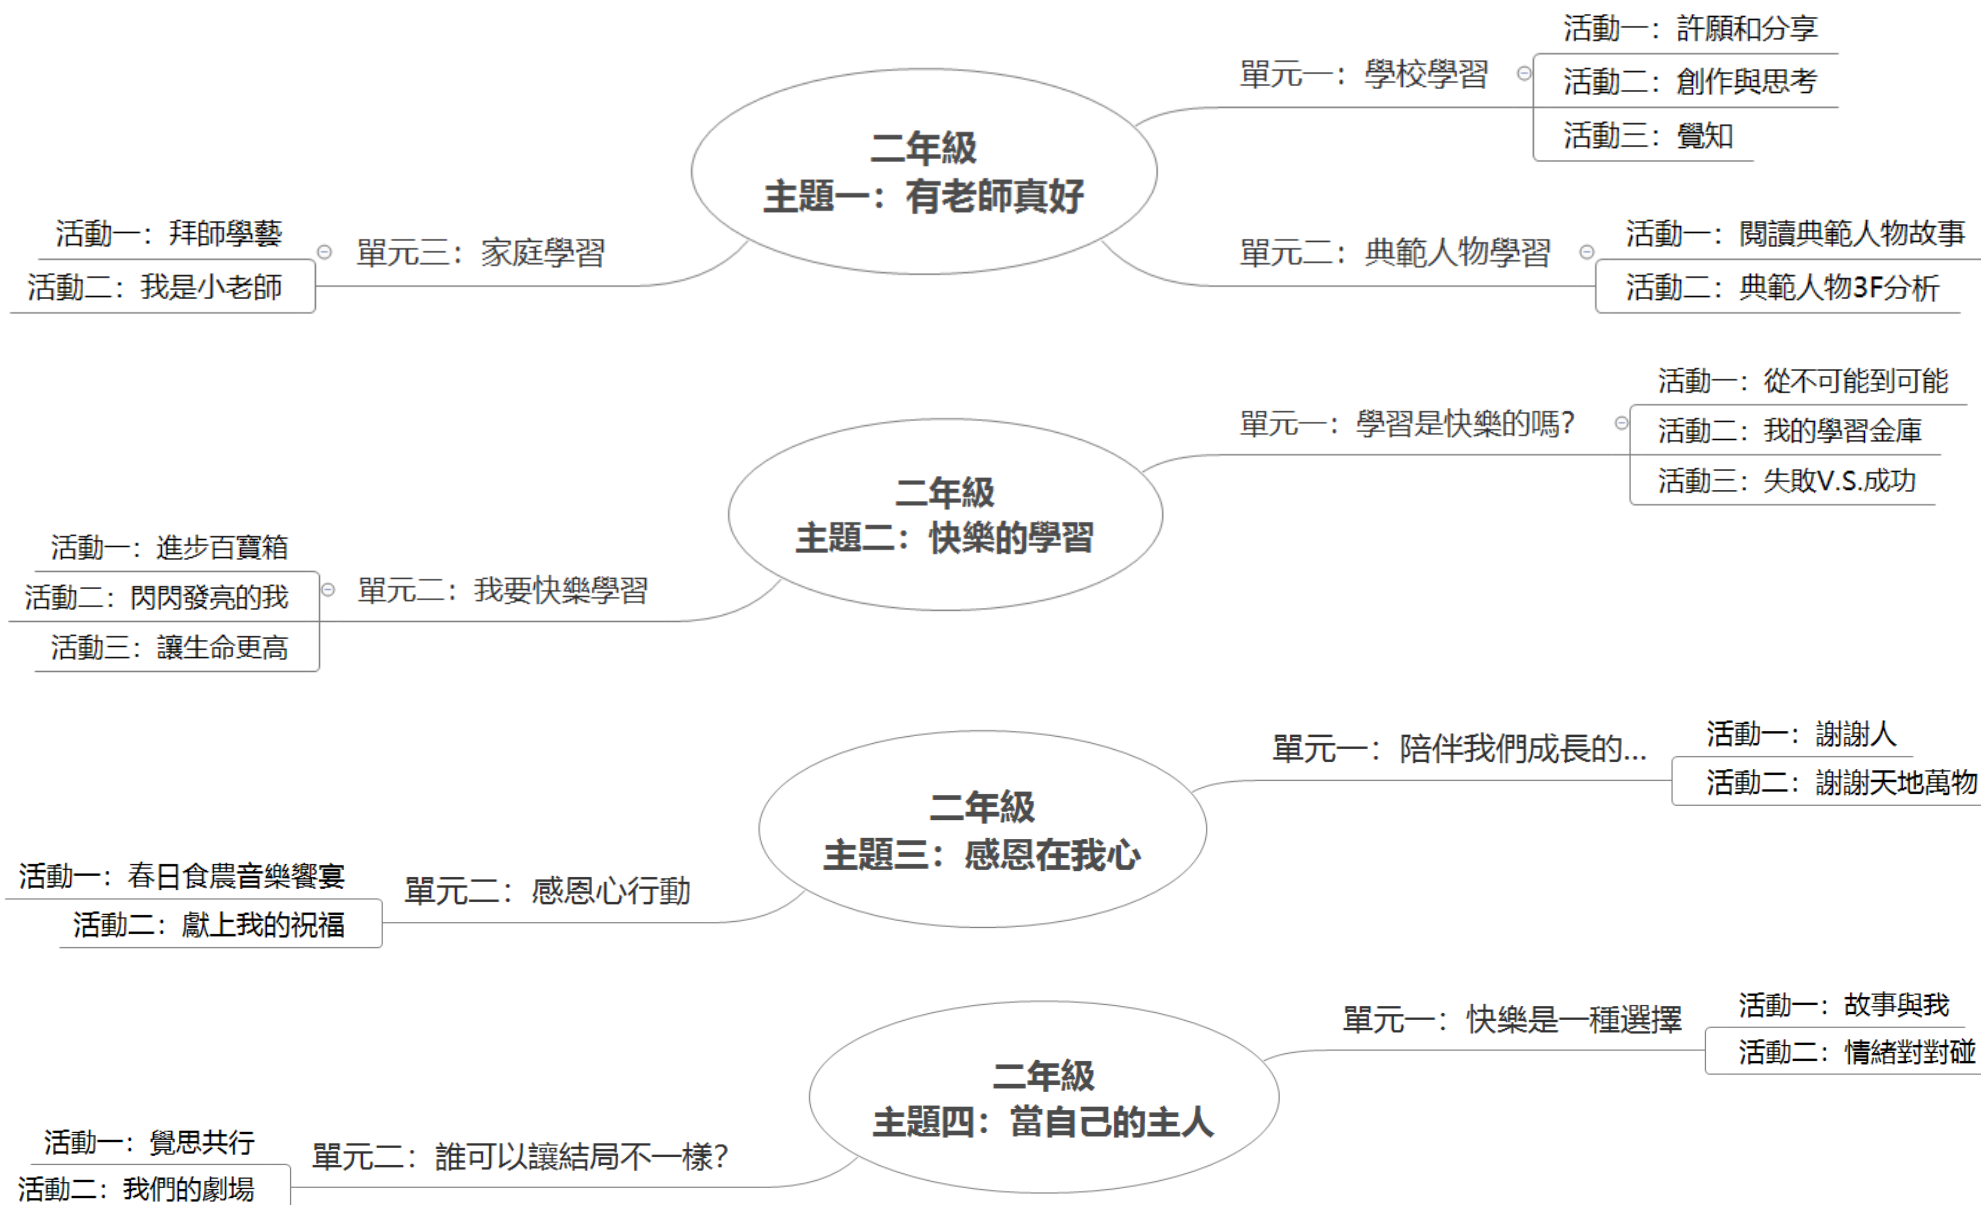 二年級
主題一：有老師真好
單元一：學校學習
活動一：許願和分享
活動二：創作與思考
活動三：覺知
單元二：典範人物學習
活動一：閱讀典範人物故事
活動二：典範人物3F分析
單元三：家庭學習
活動一：拜師學藝
活動二：我是小老師
二年級
主題二：快樂的學習
單元一：學習是快樂的嗎？
活動一：從不可能到可能
活動二：我的學習金庫
活動三：失敗V.S.成功
單元二：我要快樂學習
活動一：進步百寶箱
活動二：閃閃發亮的我
活動三：讓生命更高
二年級
主題三：感恩在我心
單元一：陪伴我們成長的...
活動一：謝謝人
活動二：謝謝天地萬物
單元二：感恩心行動
活動一：春日食農音樂饗宴
活動二：獻上我的祝福
二年級
主題四：當自己的主人
單元一：快樂是一種選擇
活動一：故事與我
活動二：情緒對對碰
單元二：誰可以讓結局不一樣？
活動一：覺思共行
活動二：我們的劇場